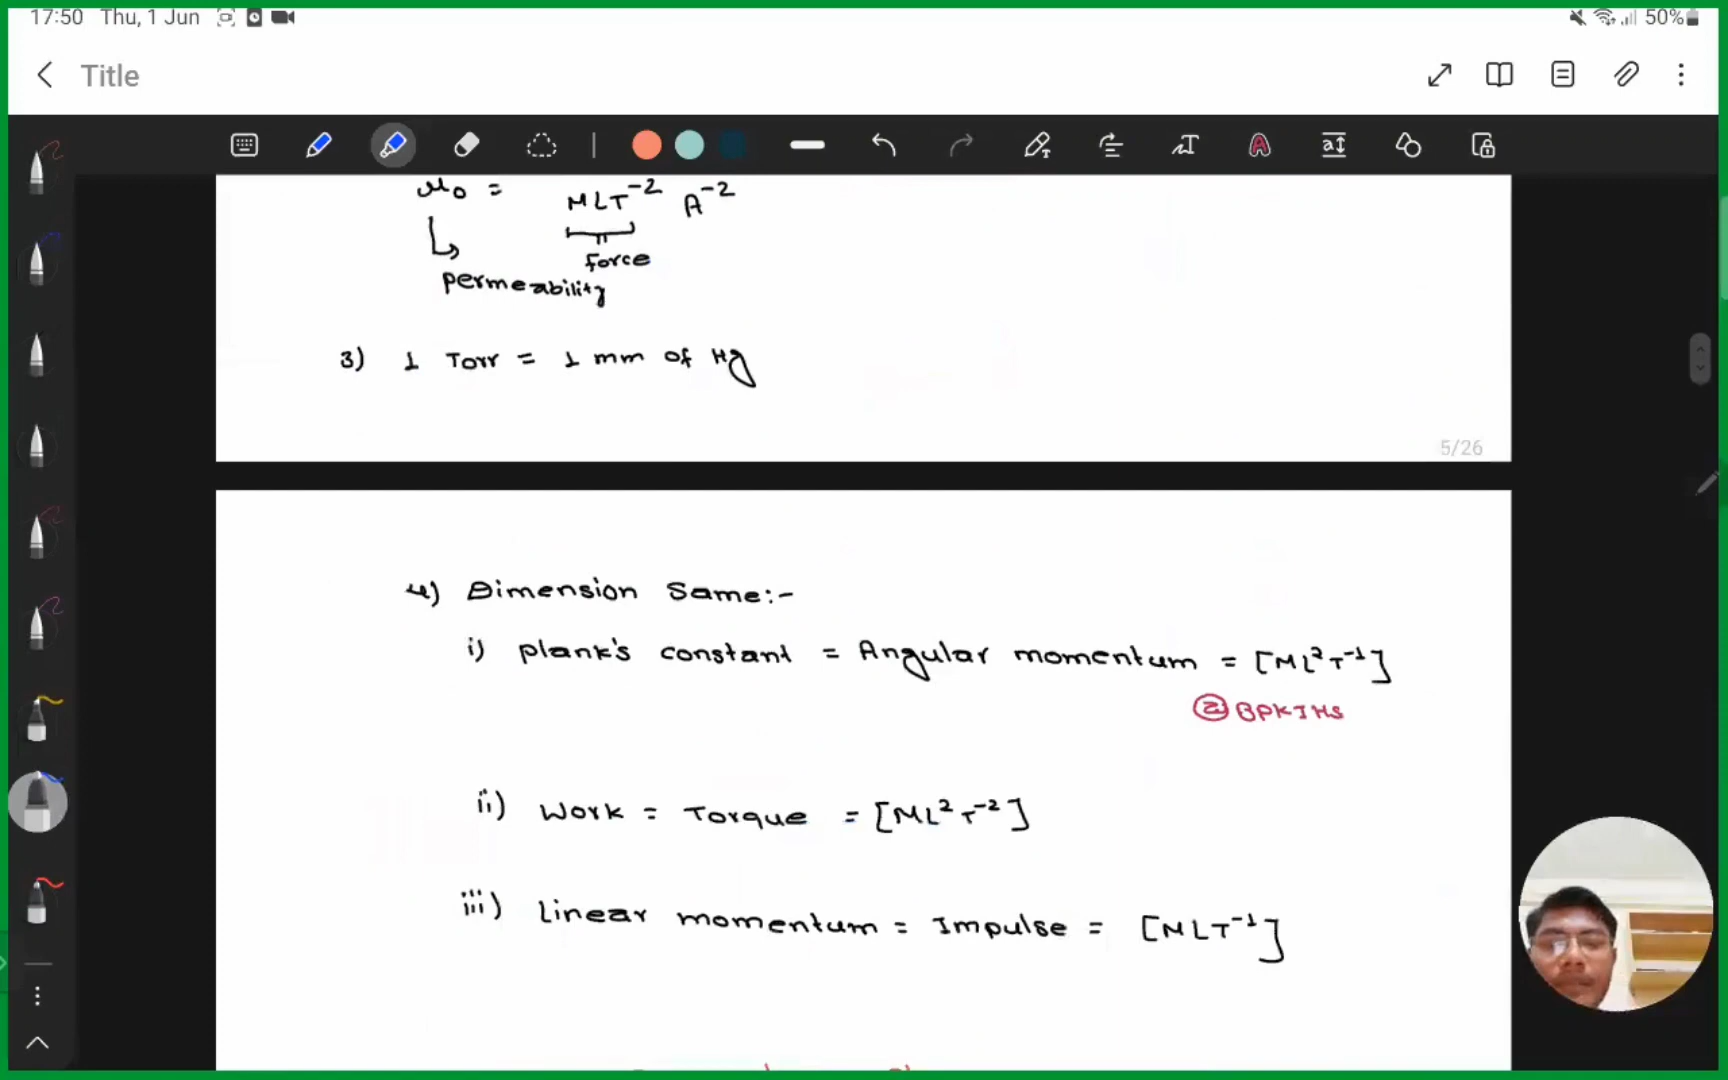 17:50 Thu, 1 Jun 50%
Title
μ₀ = MLT⁻² A⁻²
force
permeability
3) 1 Torr = 1 mm of Hg
5/26
4) Dimension Same:-
i) plank's constant = Angular momentum = [ML²T⁻¹]
② BPKIHS
ii) Work = Torque = [ML²T⁻²]
iii) Linear momentum = Impulse = [MLT⁻¹]